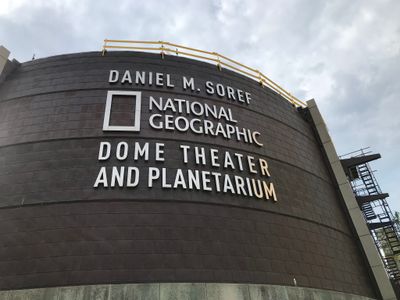 DANIEL M. SOREF
NATIONAL
GEOGRAPHIC
DOME THEATER
AND PLANETARIUM